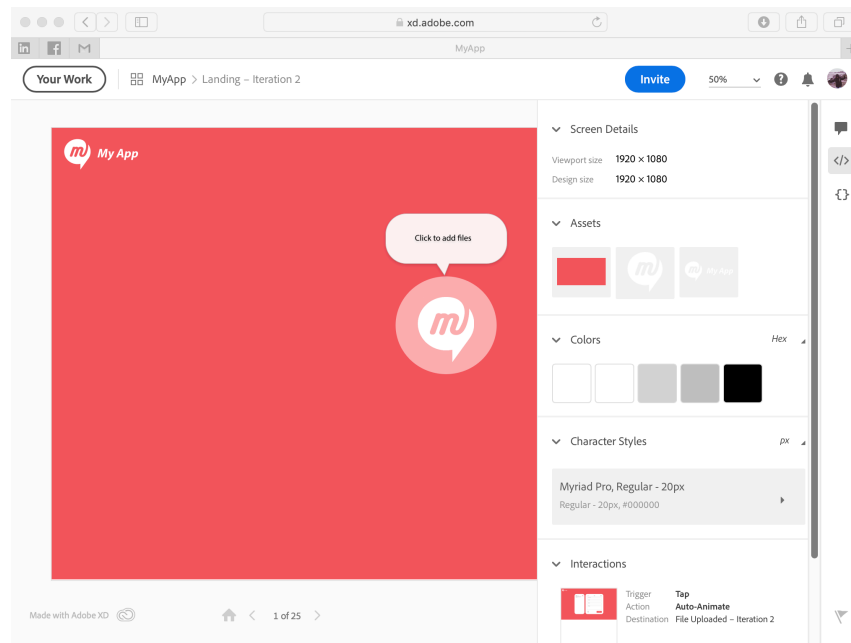 xd.adobe.com
in f M
MyApp
Your Work
MyApp > Landing – Iteration 2
Invite
50%
?
m My App
Click to add files
m
Screen Details
Viewport size 1920 × 1080
Design size 1920 × 1080
Assets
m m My App
Colors Hex
Character Styles px
Myriad Pro, Regular - 20px
Regular - 20px, #000000
Interactions
Trigger Tap
Action Auto-Animate
Destination File Uploaded – Iteration 2
</>
{}
Made with Adobe XD
< 1 of 25 >